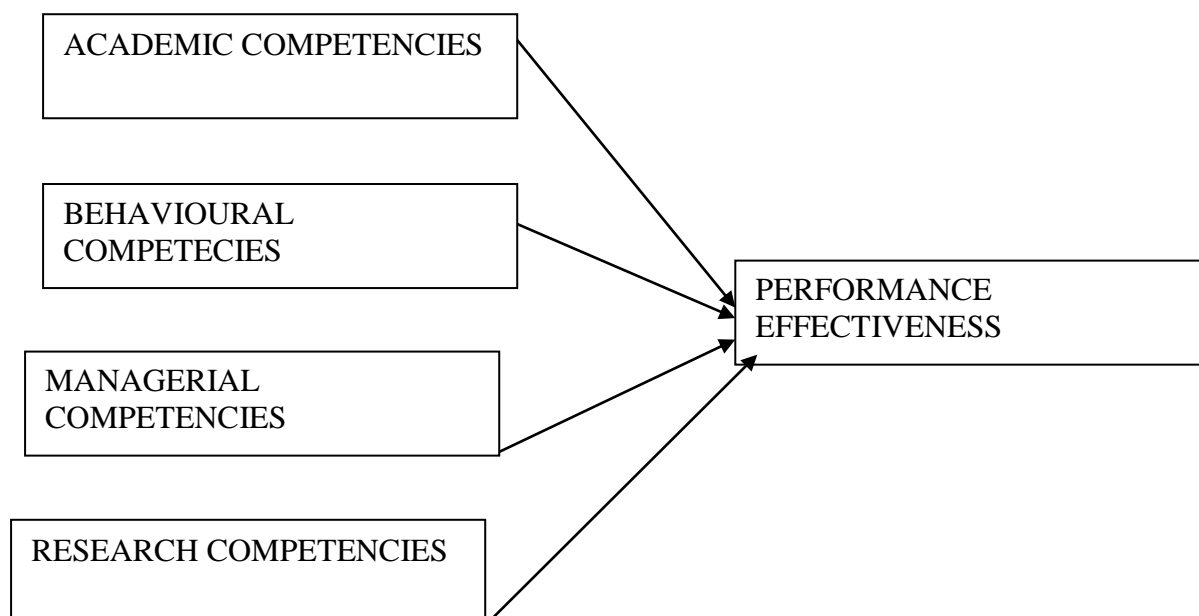 ACADEMIC COMPETENCIES
BEHAVIOURAL
COMPETECIES
PERFORMANCE
EFFECTIVENESS
MANAGERIAL
COMPETENCIES
RESEARCH COMPETENCIES